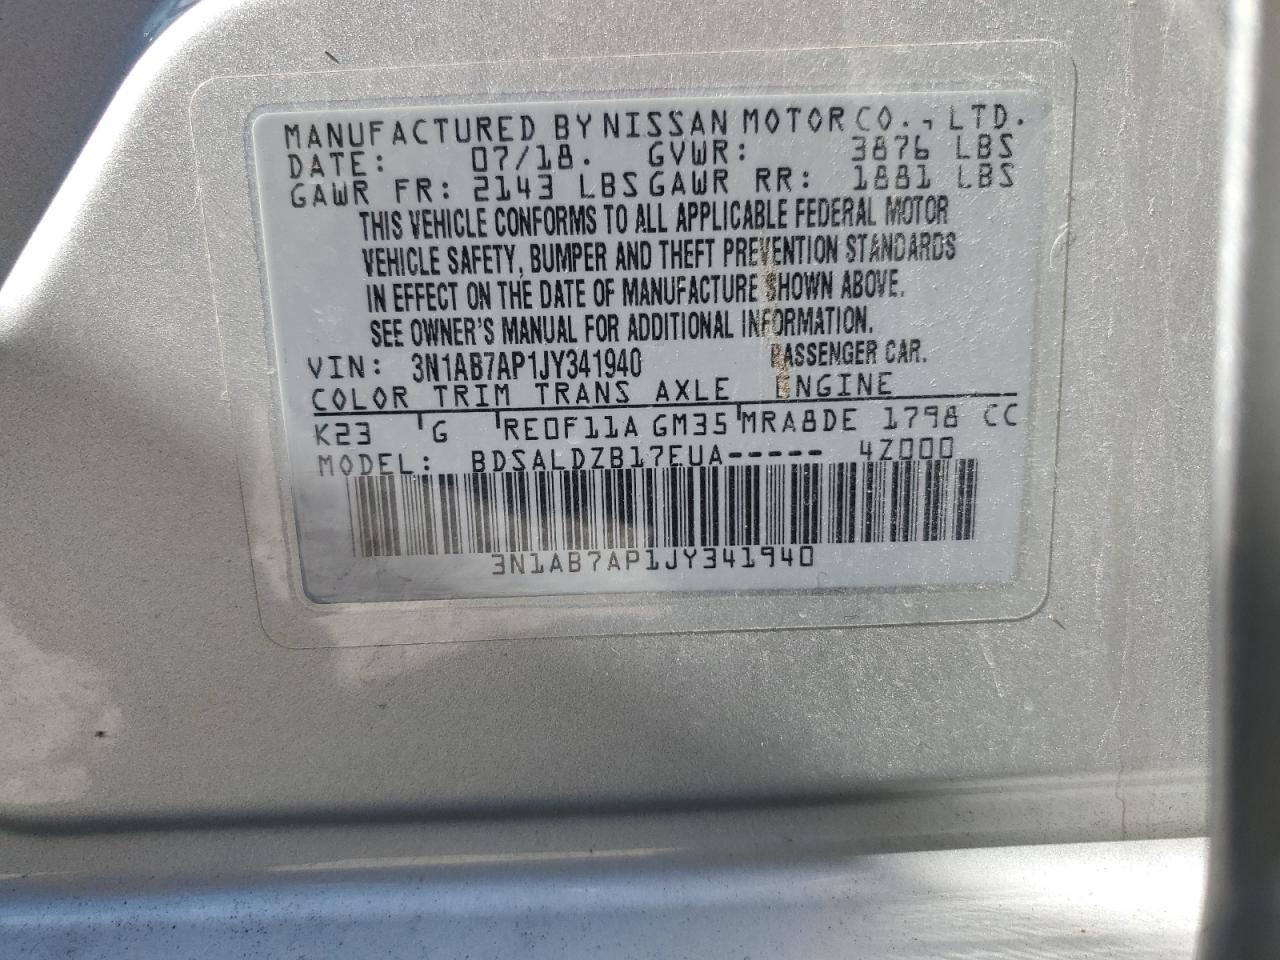 MANUFACTURED BY NISSAN MOTOR CO., LTD.
DATE: 07/18. GVWR: 3876 LBS
GAWR FR: 2143 LBS GAWR RR: 1881 LBS
THIS VEHICLE CONFORMS TO ALL APPLICABLE FEDERAL MOTOR
VEHICLE SAFETY, BUMPER AND THEFT PREVENTION STANDARDS
IN EFFECT ON THE DATE OF MANUFACTURE SHOWN ABOVE.
SEE OWNER'S MANUAL FOR ADDITIONAL INFORMATION.
VIN: 3N1AB7AP1JY341940 PASSENGER CAR.
COLOR TRIM TRANS AXLE ENGINE
K23 G RE0F11A GM35 MRA8DE 1798 CC
MODEL: BDSALDZB17EUA----- 4Z000
3N1AB7AP1JY341940